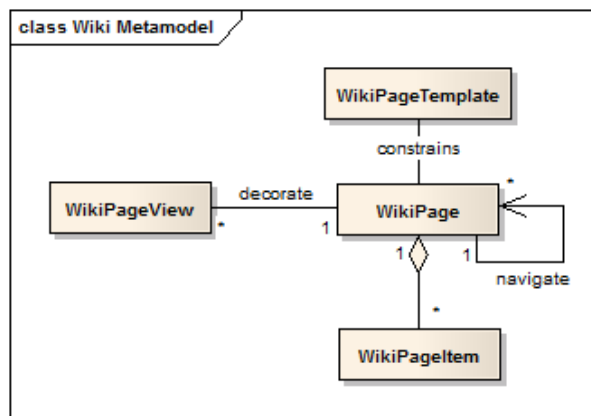 class Wiki Metamodel
WikiPageTemplate
constrains
decorate
*
WikiPageView
WikiPage
*
1
1
1
navigate
*
WikiPageItem